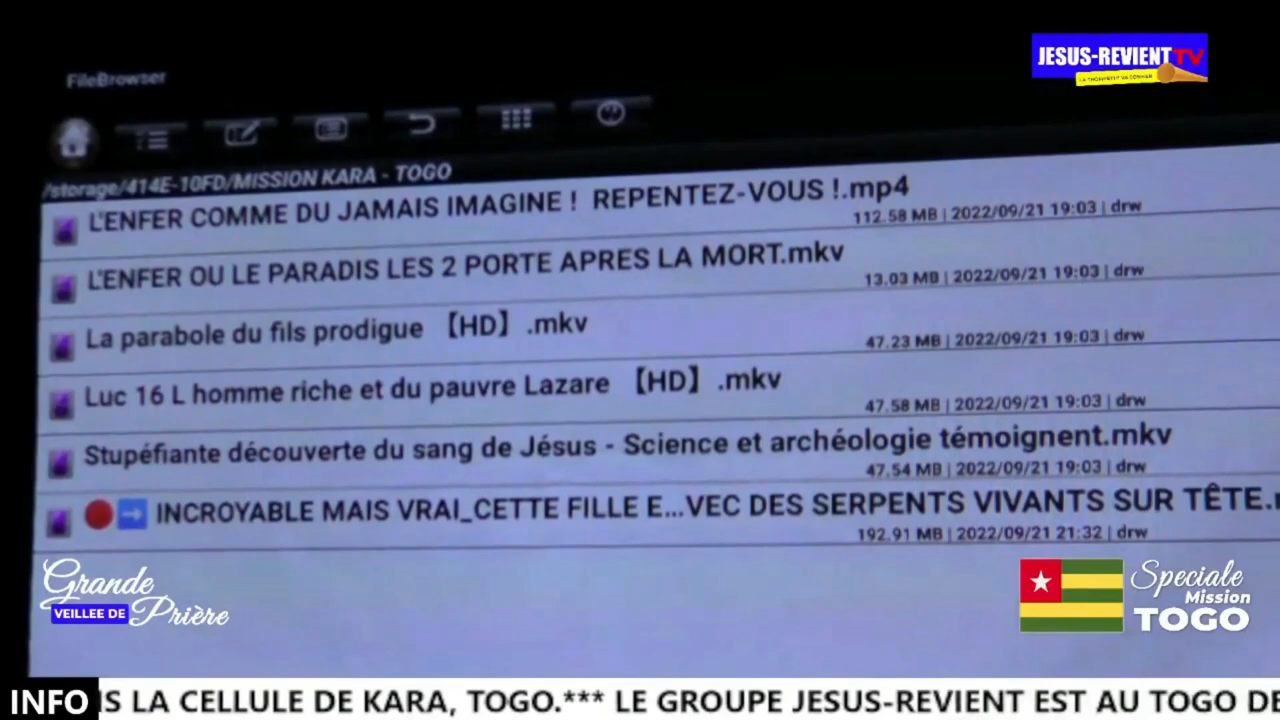 FileBrowser
JESUS-REVIENT TV
LA TROMPETTE VA SONNER
/storage/414E-10FD/MISSION KARA - TOGO
L'ENFER COMME DU JAMAIS IMAGINE ! REPENTEZ-VOUS !.mp4
112.58 MB | 2022/09/21 19:03 | drw
L'ENFER OU LE PARADIS LES 2 PORTE APRES LA MORT.mkv
13.03 MB | 2022/09/21 19:03 | drw
La parabole du fils prodigue 【HD】 .mkv
47.23 MB | 2022/09/21 19:03 | drw
Luc 16 L homme riche et du pauvre Lazare 【HD】 .mkv
47.58 MB | 2022/09/21 19:03 | drw
Stupéfiante découverte du sang de Jésus - Science et archéologie témoignent.mkv
47.54 MB | 2022/09/21 19:03 | drw
INCROYABLE MAIS VRAI_CETTE FILLE E...VEC DES SERPENTS VIVANTS SUR TÊTE.
192.91 MB | 2022/09/21 21:32 | drw
Grande
VEILLEE DE Prière
Speciale
Mission
TOGO
INFO S LA CELLULE DE KARA, TOGO.*** LE GROUPE JESUS-REVIENT EST AU TOGO DE